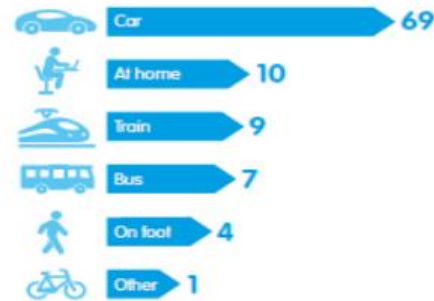 Car 69
At home 10
Train 9
Bus 7
On foot 4
Other 1